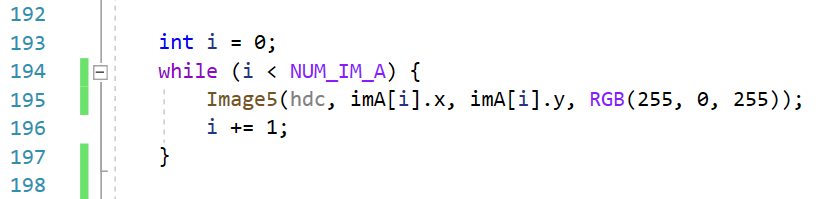 192
193 int i = 0;
194 while (i < NUM_IM_A) {
195 Image5(hdc, imA[i].x, imA[i].y, RGB(255, 0, 255));
196 i += 1;
197 }
198